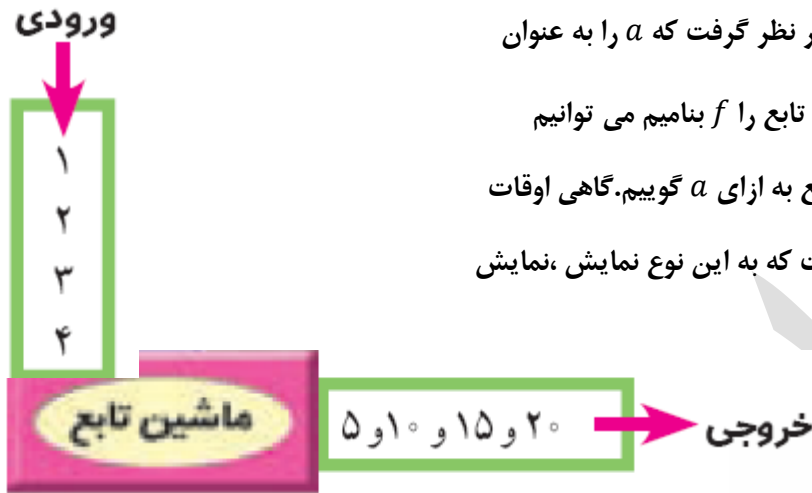 ورودی
ر نظر گرفت که a را به عنوان
تابع را f بنامیم می توانیم
ع به ازای a گوییم.گاهی اوقات
ت که به این نوع نمایش ،نمایش
۱
۲
۳
۴
ماشین تابع
۲۰ و ۱۵ و ۱۰ و ۵
خروجی